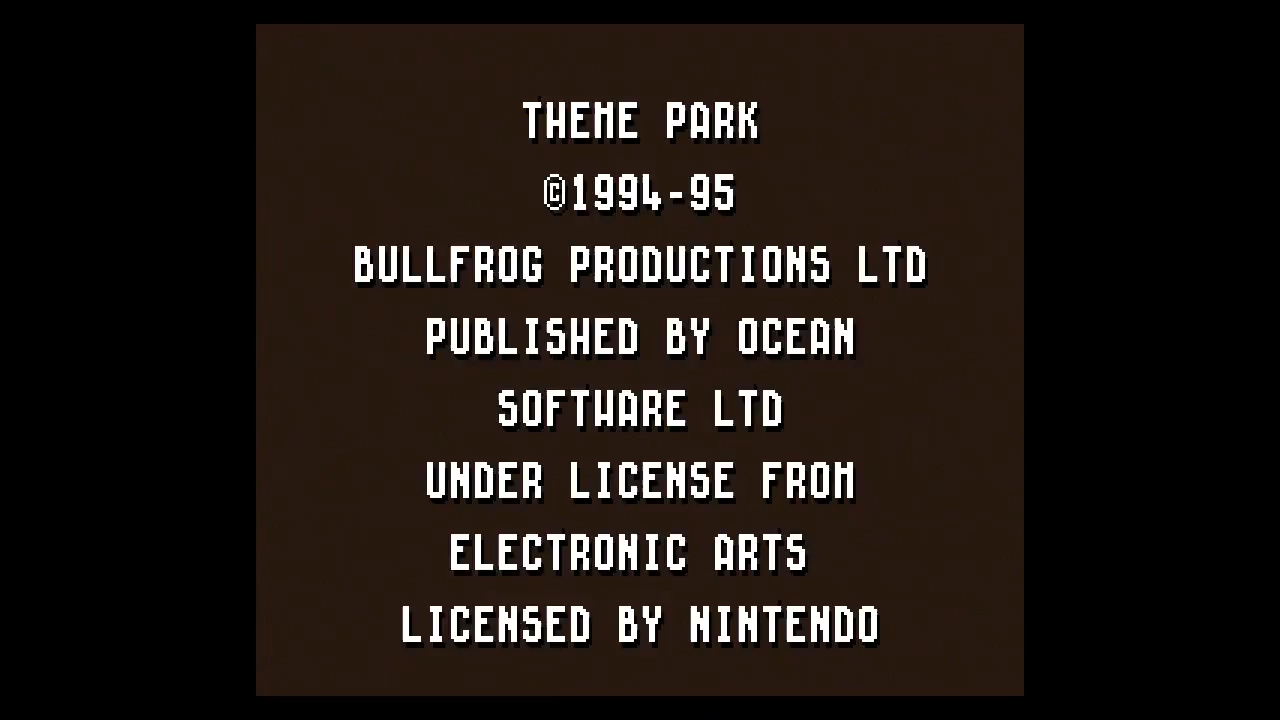 THEME PARK
©1994-95
BULLFROG PRODUCTIONS LTD
PUBLISHED BY OCEAN
SOFTWARE LTD
UNDER LICENSE FROM
ELECTRONIC ARTS
LICENSED BY NINTENDO